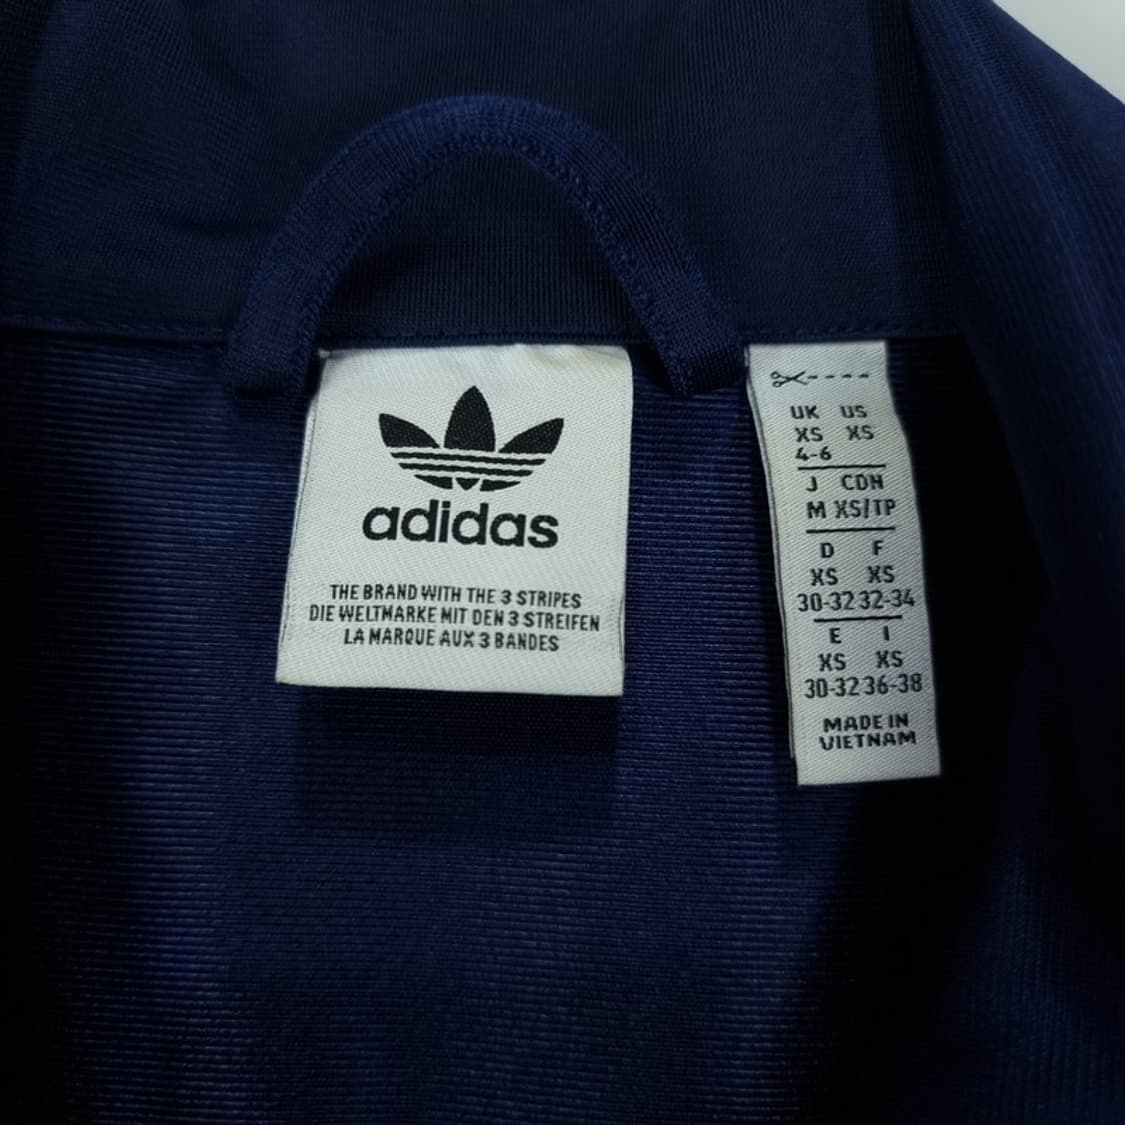 adidas
THE BRAND WITH THE 3 STRIPES
DIE WELTMARKE MIT DEN 3 STREIFEN
LA MARQUE AUX 3 BANDES
UK US
XS XS
4-6
J CDN
M XS/TP
D F
XS XS
30-32 32-34
E I
XS XS
30-32 36-38
MADE IN
VIETNAM